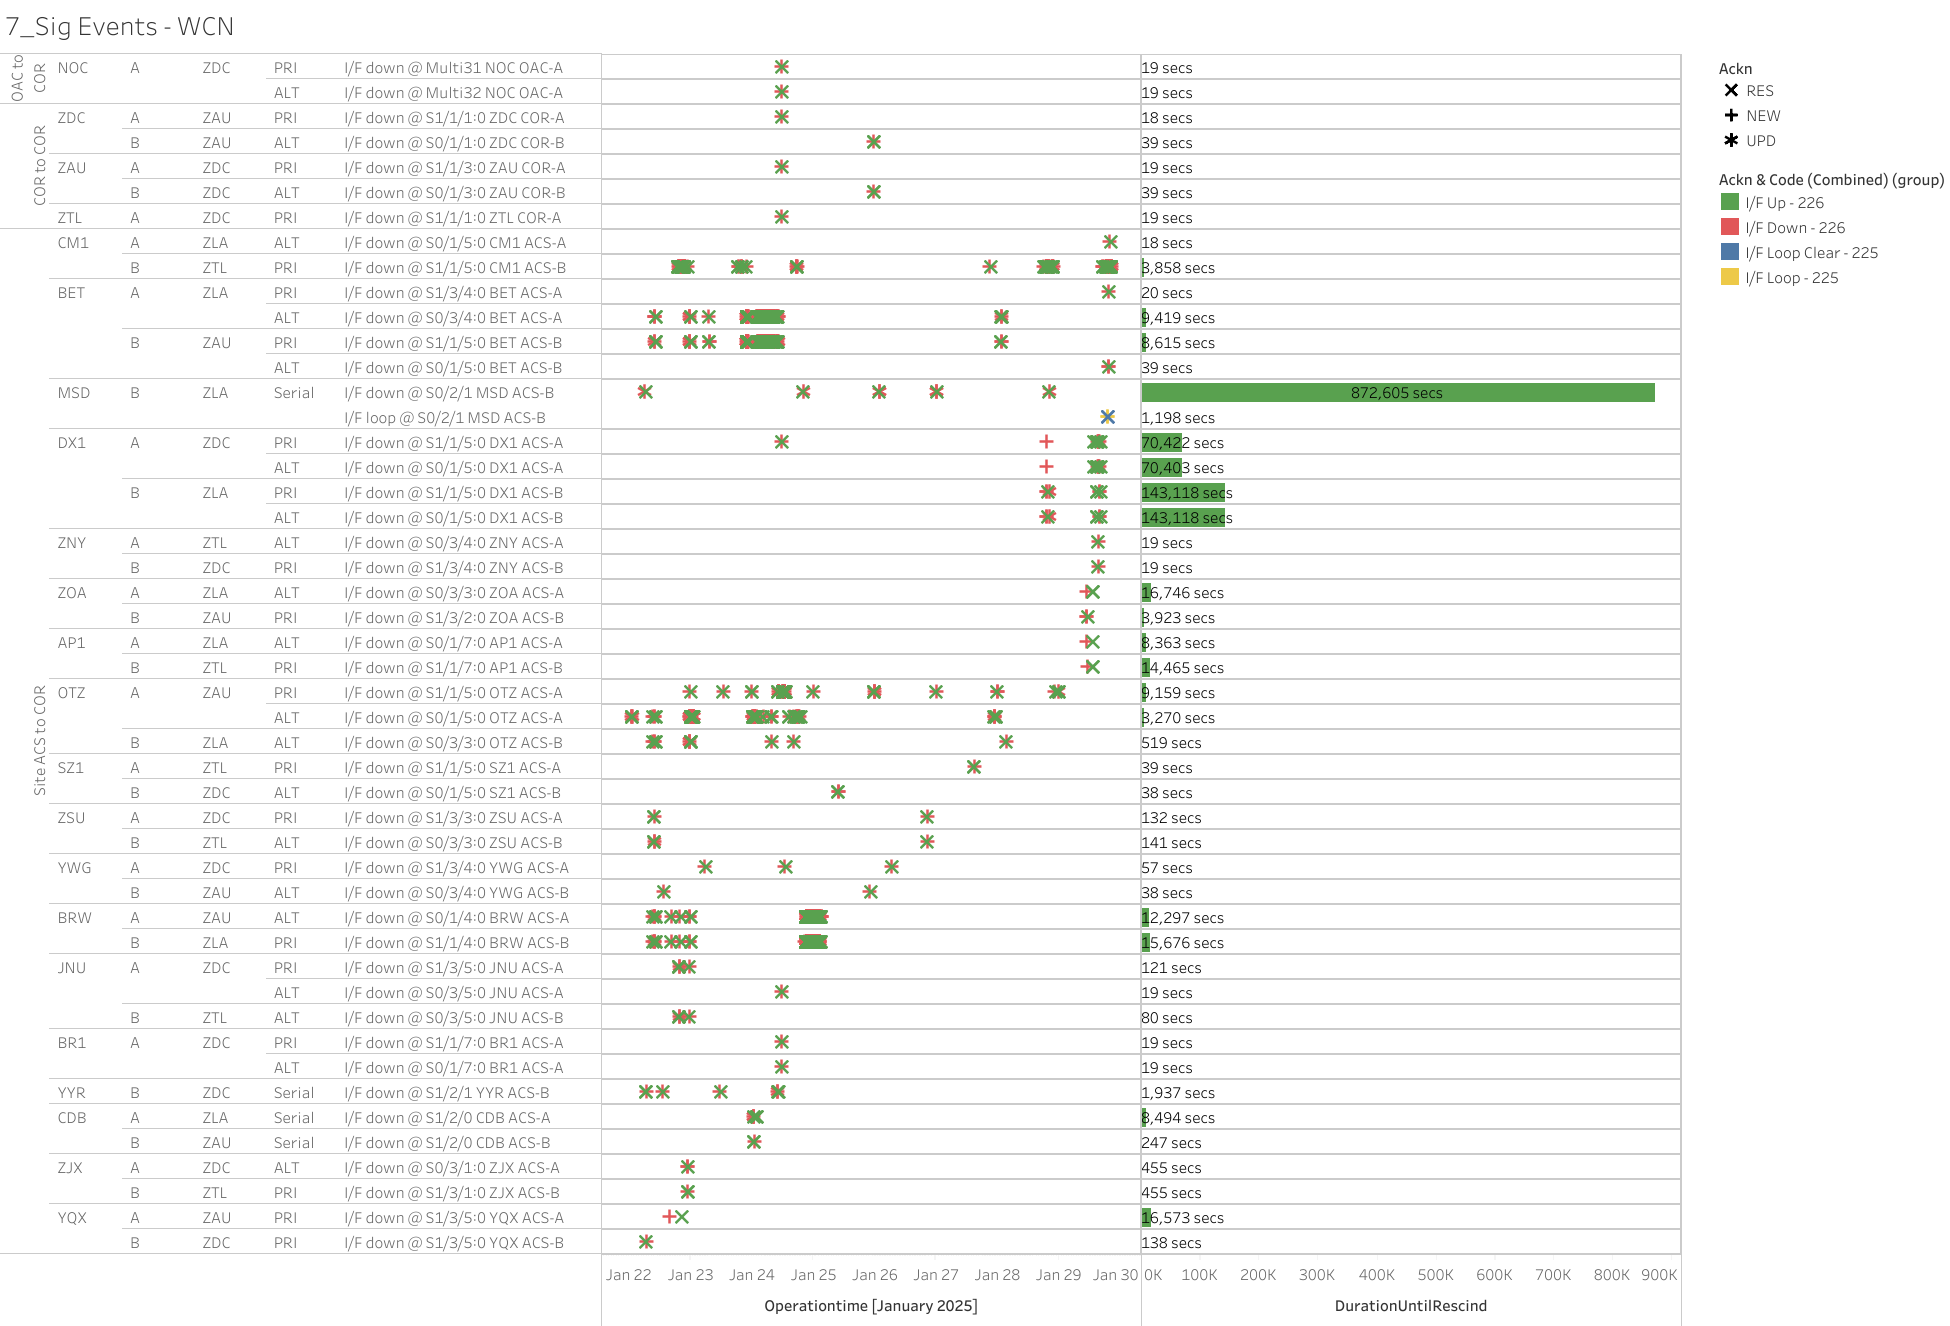 7_Sig Events - WCN
OAC to COR
NOC A ZDC PRI I/F down @ Multi31 NOC OAC-A 19 secs
ALT I/F down @ Multi32 NOC OAC-A 19 secs
COR to COR
ZDC A ZAU PRI I/F down @ S1/1/1:0 ZDC COR-A 18 secs
B ZAU ALT I/F down @ S0/1/1:0 ZDC COR-B 39 secs
ZAU A ZDC PRI I/F down @ S1/1/3:0 ZAU COR-A 19 secs
B ZDC ALT I/F down @ S0/1/3:0 ZAU COR-B 39 secs
ZTL A ZDC PRI I/F down @ S1/1/1:0 ZTL COR-A 19 secs
Site ACS to COR
CM1 A ZLA ALT I/F down @ S0/1/5:0 CM1 ACS-A 18 secs
B ZTL PRI I/F down @ S1/1/5:0 CM1 ACS-B 3,858 secs
BET A ZLA PRI I/F down @ S1/3/4:0 BET ACS-A 20 secs
ALT I/F down @ S0/3/4:0 BET ACS-A 9,419 secs
B ZAU PRI I/F down @ S1/1/5:0 BET ACS-B 8,615 secs
ALT I/F down @ S0/1/5:0 BET ACS-B 39 secs
MSD B ZLA Serial I/F down @ S0/2/1 MSD ACS-B 872,605 secs
I/F loop @ S0/2/1 MSD ACS-B 1,198 secs
DX1 A ZDC PRI I/F down @ S1/1/5:0 DX1 ACS-A 70,422 secs
ALT I/F down @ S0/1/5:0 DX1 ACS-A 70,403 secs
B ZLA PRI I/F down @ S1/1/5:0 DX1 ACS-B 143,118 secs
ALT I/F down @ S0/1/5:0 DX1 ACS-B 143,118 secs
ZNY A ZTL ALT I/F down @ S0/3/4:0 ZNY ACS-A 19 secs
B ZDC PRI I/F down @ S1/3/4:0 ZNY ACS-B 19 secs
ZOA A ZLA ALT I/F down @ S0/3/3:0 ZOA ACS-A 16,746 secs
B ZAU PRI I/F down @ S1/3/2:0 ZOA ACS-B 3,923 secs
AP1 A ZLA ALT I/F down @ S0/1/7:0 AP1 ACS-A 8,363 secs
B ZTL PRI I/F down @ S1/1/7:0 AP1 ACS-B 14,465 secs
OTZ A ZAU PRI I/F down @ S1/1/5:0 OTZ ACS-A 9,159 secs
ALT I/F down @ S0/1/5:0 OTZ ACS-A 3,270 secs
B ZLA ALT I/F down @ S0/3/3:0 OTZ ACS-B 519 secs
SZ1 A ZTL PRI I/F down @ S1/1/5:0 SZ1 ACS-A 39 secs
B ZDC ALT I/F down @ S0/1/5:0 SZ1 ACS-B 38 secs
ZSU A ZDC PRI I/F down @ S1/3/3:0 ZSU ACS-A 132 secs
B ZTL ALT I/F down @ S0/3/3:0 ZSU ACS-B 141 secs
YWG A ZDC PRI I/F down @ S1/3/4:0 YWG ACS-A 57 secs
B ZAU ALT I/F down @ S0/3/4:0 YWG ACS-B 38 secs
BRW A ZAU ALT I/F down @ S0/1/4:0 BRW ACS-A 12,297 secs
B ZLA PRI I/F down @ S1/1/4:0 BRW ACS-B 15,676 secs
JNU A ZDC PRI I/F down @ S1/3/5:0 JNU ACS-A 121 secs
ALT I/F down @ S0/3/5:0 JNU ACS-A 19 secs
B ZTL ALT I/F down @ S0/3/5:0 JNU ACS-B 80 secs
BR1 A ZDC PRI I/F down @ S1/1/7:0 BR1 ACS-A 19 secs
ALT I/F down @ S0/1/7:0 BR1 ACS-A 19 secs
YYR B ZDC Serial I/F down @ S1/2/1 YYR ACS-B 1,937 secs
CDB A ZLA Serial I/F down @ S1/2/0 CDB ACS-A 8,494 secs
B ZAU Serial I/F down @ S1/2/0 CDB ACS-B 247 secs
ZJX A ZDC ALT I/F down @ S0/3/1:0 ZJX ACS-A 455 secs
B ZTL PRI I/F down @ S1/3/1:0 ZJX ACS-B 455 secs
YQX A ZAU PRI I/F down @ S1/3/5:0 YQX ACS-A 16,573 secs
B ZDC PRI I/F down @ S1/3/5:0 YQX ACS-B 138 secs
Jan 22 Jan 23 Jan 24 Jan 25 Jan 26 Jan 27 Jan 28 Jan 29 Jan 30 0K 100K 200K 300K 400K 500K 600K 700K 800K 900K
Operationtime [January 2025] DurationUntilRescind
Ackn
RES
NEW
UPD
Ackn & Code (Combined) (group)
I/F Up - 226
I/F Down - 226
I/F Loop Clear - 225
I/F Loop - 225